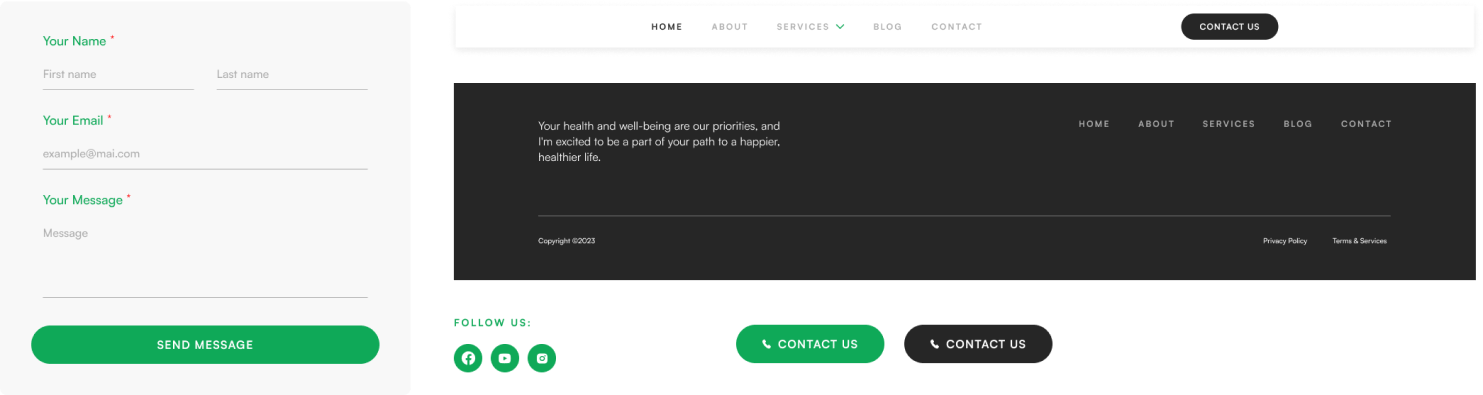 Your Name *
First name Last name
Your Email *
example@mai.com
Your Message *
Message
SEND MESSAGE
HOME ABOUT SERVICES BLOG CONTACT CONTACT US
Your health and well-being are our priorities, and
I'm excited to be a part of your path to a happier,
healthier life.
HOME ABOUT SERVICES BLOG CONTACT
Copyright ©2023 Privacy Policy Terms & Services
FOLLOW US:
CONTACT US CONTACT US